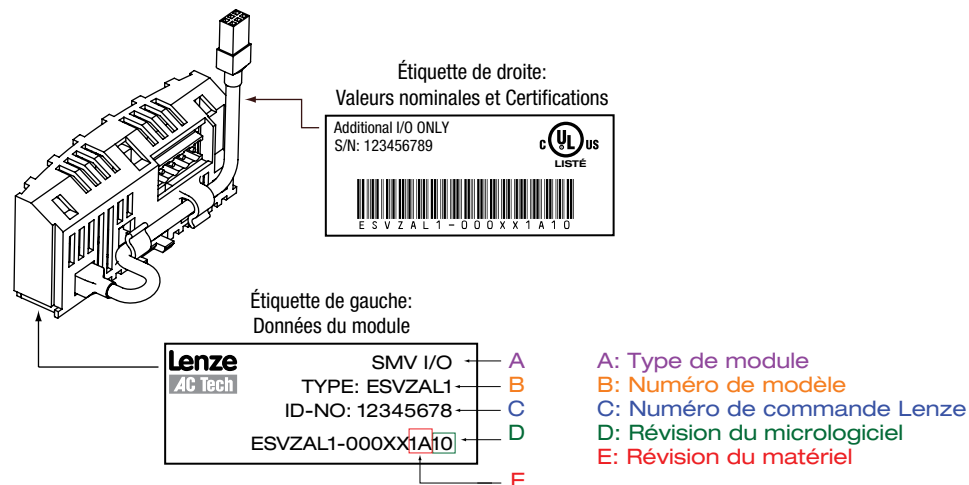 Étiquette de droite:
Valeurs nominales et Certifications
Additional I/O ONLY
S/N: 123456789
C UL US
LISTÉ
ESVZAL1-000XX1A10
Étiquette de gauche:
Données du module
Lenze
AC Tech
SMV I/O
TYPE: ESVZAL1
ID-NO: 12345678
ESVZAL1-000XX1A10
A
B
C
D
E
A: Type de module
B: Numéro de modèle
C: Numéro de commande Lenze
D: Révision du micrologiciel
E: Révision du matériel